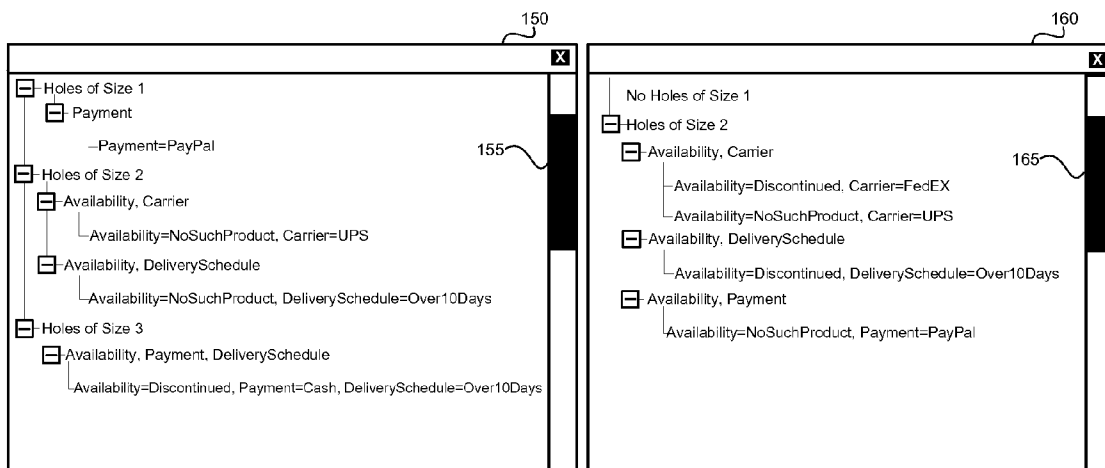 150
X
Holes of Size 1
Payment
Payment=PayPal
155
Holes of Size 2
Availability, Carrier
Availability=NoSuchProduct, Carrier=UPS
Availability, DeliverySchedule
Availability=NoSuchProduct, DeliverySchedule=Over10Days
Holes of Size 3
Availability, Payment, DeliverySchedule
Availability=Discontinued, Payment=Cash, DeliverySchedule=Over10Days
160
X
No Holes of Size 1
Holes of Size 2
Availability, Carrier
165
Availability=Discontinued, Carrier=FedEX
Availability=NoSuchProduct, Carrier=UPS
Availability, DeliverySchedule
Availability=Discontinued, DeliverySchedule=Over10Days
Availability, Payment
Availability=NoSuchProduct, Payment=PayPal